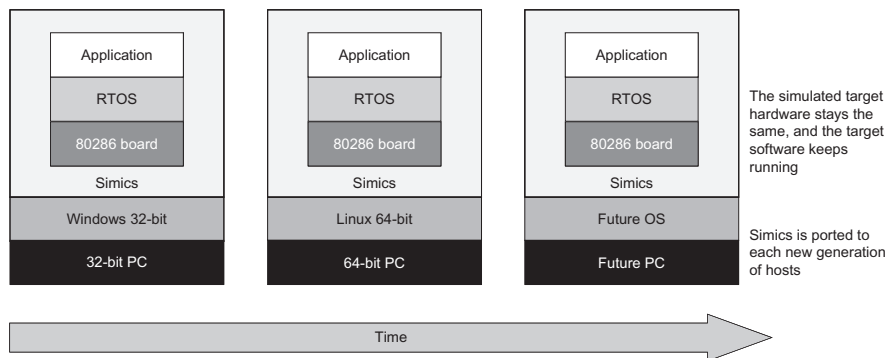 Application
RTOS
80286 board
Simics
Windows 32-bit
32-bit PC
Application
RTOS
80286 board
Simics
Linux 64-bit
64-bit PC
Application
RTOS
80286 board
Simics
Future OS
Future PC
The simulated target
hardware stays the
same, and the target
software keeps
running
Simics is ported to
each new generation
of hosts
Time